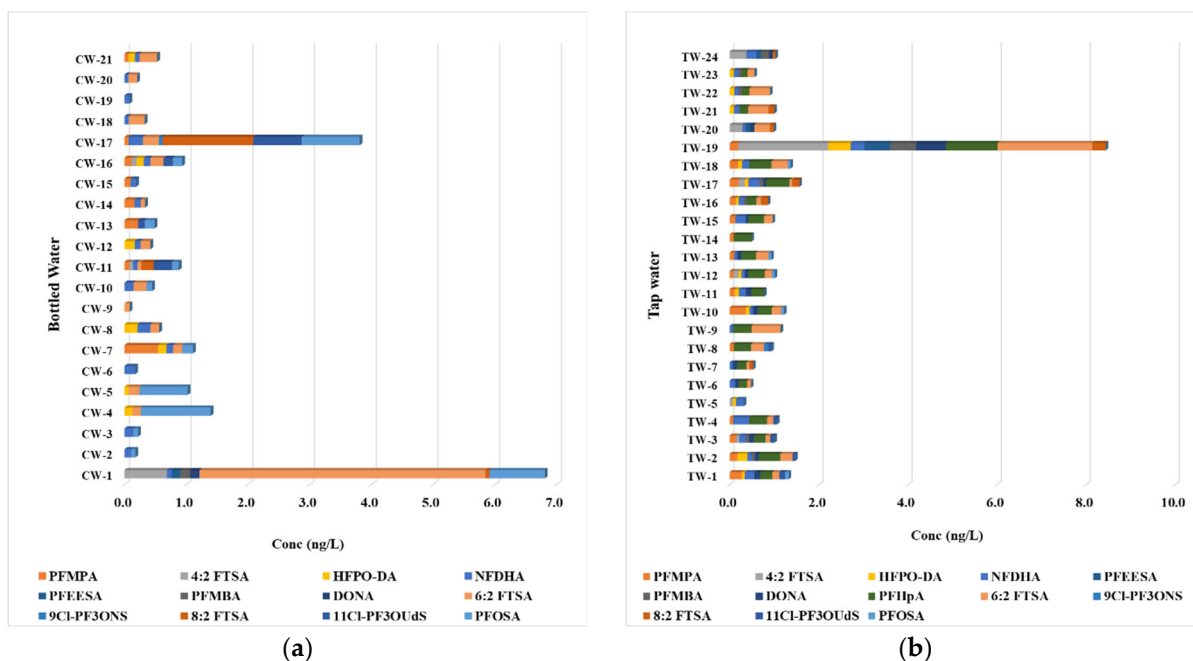 Bottled Water
CW-21
CW-20
CW-19
CW-18
CW-17
CW-16
CW-15
CW-14
CW-13
CW-12
CW-11
CW-10
CW-9
CW-8
CW-7
CW-6
CW-5
CW-4
CW-3
CW-2
CW-1
0.0 1.0 2.0 3.0 4.0 5.0 6.0 7.0
Conc (ng/L)
PFMPA 4:2 FTSA HFPO-DA NFDHA
PFEESA PFMBA DONA 6:2 FTSA
9Cl-PF3ONS 8:2 FTSA 11Cl-PF3OUdS PFOSA
(a)
Tap water
TW-24
TW-23
TW-22
TW-21
TW-20
TW-19
TW-18
TW-17
TW-16
TW-15
TW-14
TW-13
TW-12
TW-11
TW-10
TW-9
TW-8
TW-7
TW-6
TW-5
TW-4
TW-3
TW-2
TW-1
0.0 2.0 4.0 6.0 8.0 10.0
Conc (ng/L)
PFMPA 4:2 FTSA HFPO-DA NFDHA PFEESA
PFMBA DONA PFHpA 6:2 FTSA 9Cl-PF3ONS
8:2 FTSA 11Cl-PF3OUdS PFOSA
(b)